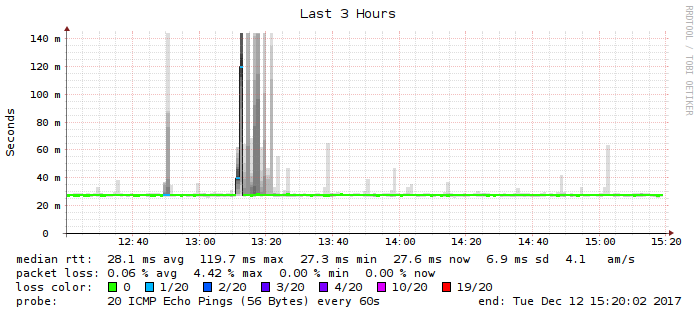 Last 3 Hours
RRDTOOL / TOBI OETIKER
Seconds
140 m
120 m
100 m
80 m
60 m
40 m
20 m
0
12:40 13:00 13:20 13:40 14:00 14:20 14:40 15:00 15:20
median rtt: 28.1 ms avg 119.7 ms max 27.3 ms min 27.6 ms now 6.9 ms sd 4.1 am/s
packet loss: 0.06 % avg 4.42 % max 0.00 % min 0.00 % now
loss color: 0 1/20 2/20 3/20 4/20 10/20 19/20
probe: 20 ICMP Echo Pings (56 Bytes) every 60s end: Tue Dec 12 15:20:02 2017